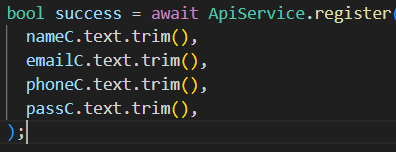 bool success = await ApiService.register(
  nameC.text.trim(),
  emailC.text.trim(),
  phoneC.text.trim(),
  passC.text.trim(),
);